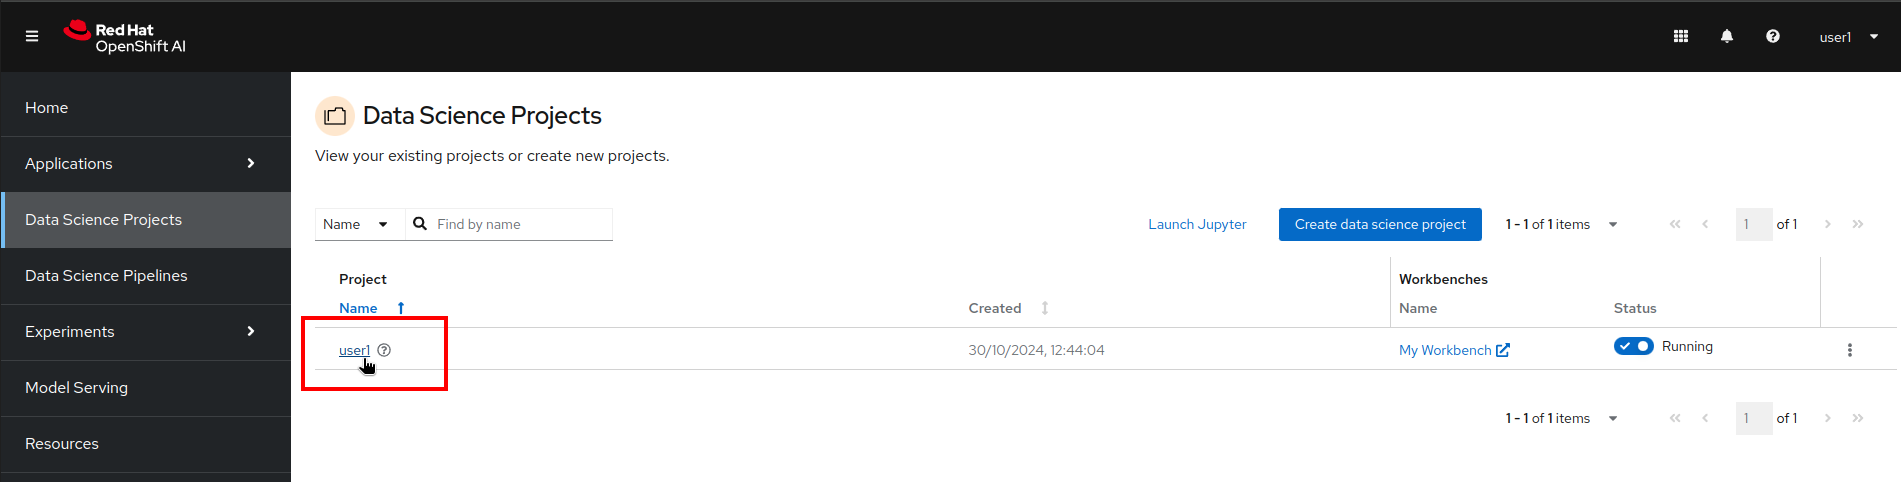 Red Hat
OpenShift AI
user1
Home
Applications
Data Science Projects
Data Science Pipelines
Experiments
Model Serving
Resources
Data Science Projects
View your existing projects or create new projects.
Name
Find by name
Launch Jupyter
Create data science project
1 - 1 of 1 items
1 of 1
Project
Workbenches
Name
Created
Name
Status
user1
30/10/2024, 12:44:04
My Workbench
Running
1 - 1 of 1 items
1 of 1